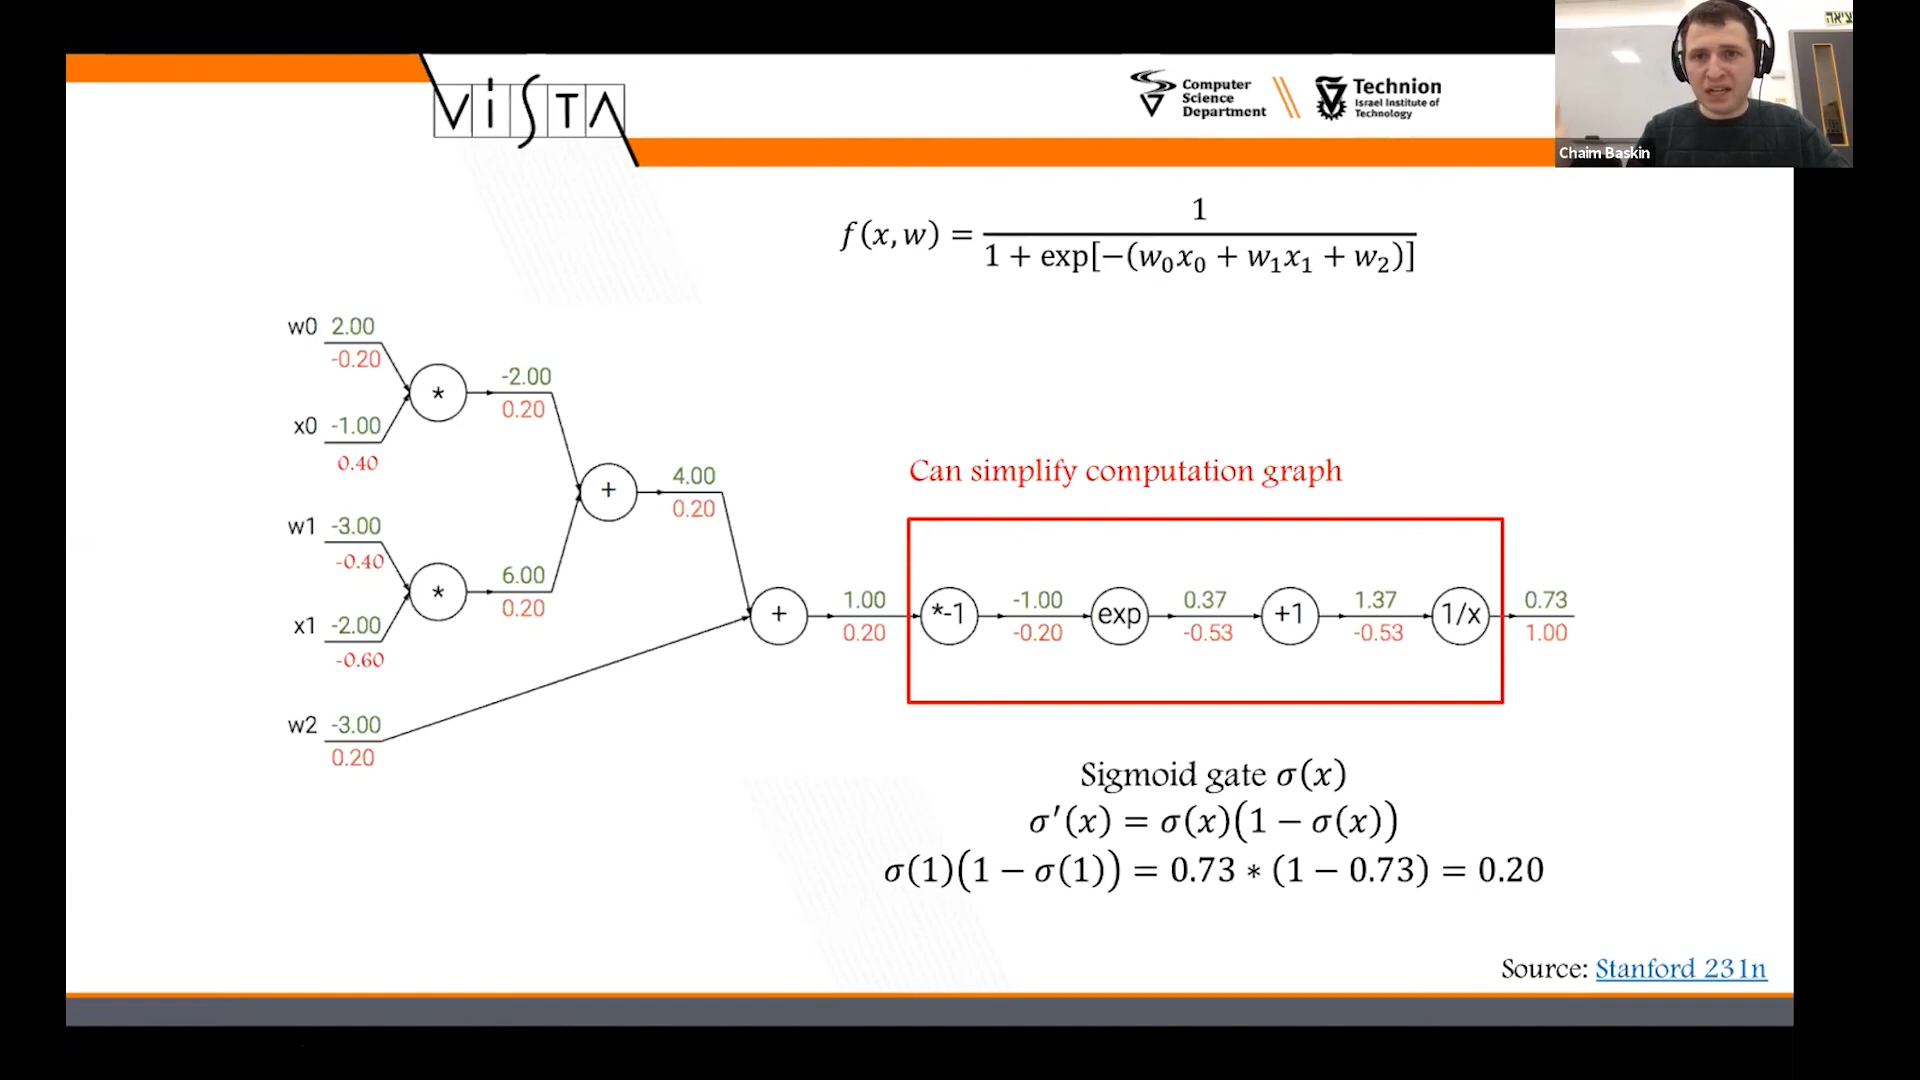 VISTA
Computer
Science
Department
Technion
Israel Institute of
Technology
יציאה
Chaim Baskin
f(x, w) = 1 / (1 + exp[−(w₀x₀ + w₁x₁ + w₂)])
w0 2.00
-0.20
*
-2.00
0.20
x0 -1.00
0.40
+
4.00
0.20
w1 -3.00
-0.40
*
6.00
0.20
x1 -2.00
-0.60
w2 -3.00
0.20
Can simplify computation graph
+
1.00
0.20
*-1
-1.00
-0.20
exp
0.37
-0.53
+1
1.37
-0.53
1/x
0.73
1.00
Sigmoid gate σ(x)
σ′(x) = σ(x)(1 − σ(x))
σ(1)(1 − σ(1)) = 0.73 ∗ (1 − 0.73) = 0.20
Source: Stanford 231n